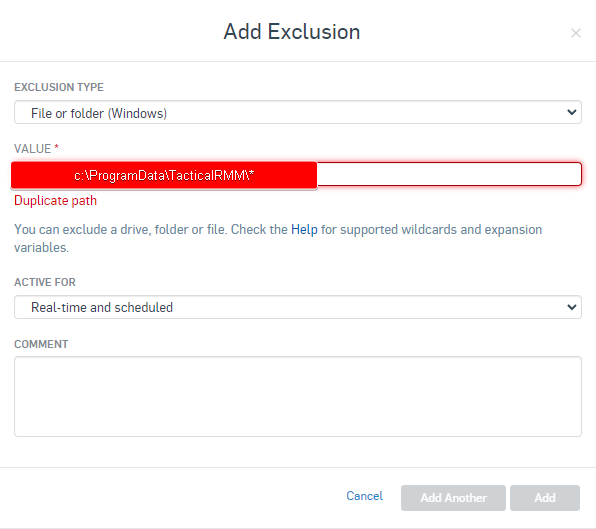 Add Exclusion
×
EXCLUSION TYPE
File or folder (Windows)
VALUE *
c:\ProgramData\TacticalRMM\*
Duplicate path
You can exclude a drive, folder or file. Check the Help for supported wildcards and expansion
variables.
ACTIVE FOR
Real-time and scheduled
COMMENT
Cancel
Add Another
Add